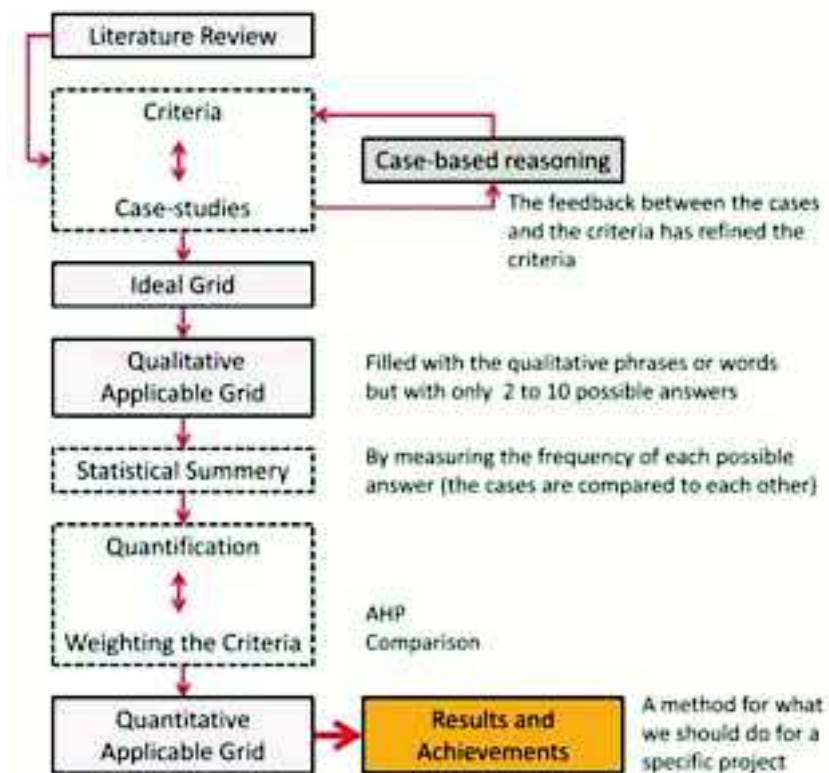 Literature Review
Criteria
Case-based reasoning
Case-studies
The feedback between the cases
and the criteria has refined the
criteria
Ideal Grid
Qualitative
Applicable Grid
Filled with the qualitative phrases or words
but with only 2 to 10 possible answers
Statistical Summery
By measuring the frequency of each possible
answer (the cases are compared to each other)
Quantification
Weighting the Criteria
AHP
Comparison
Quantitative
Applicable Grid
Results and
Achievements
A method for what
we should do for a
specific project